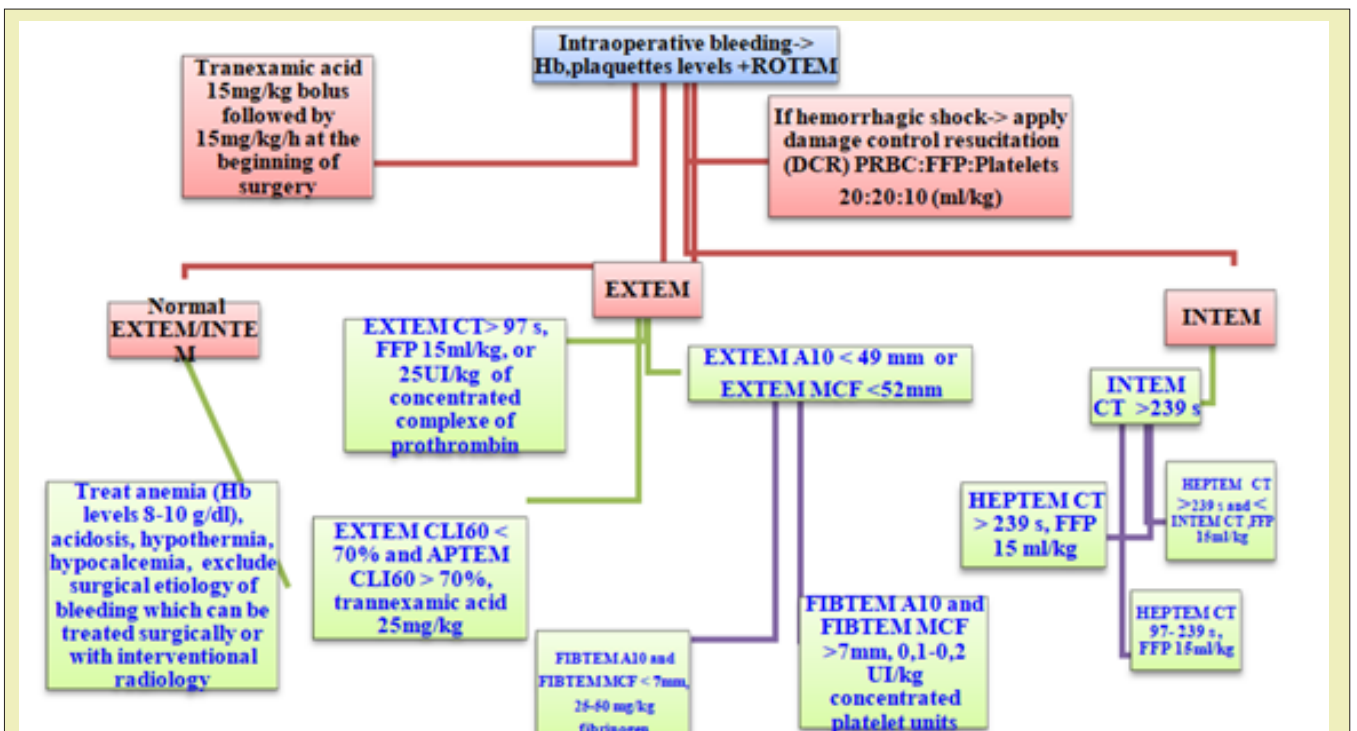 Intraoperative bleeding->
Hb,plaquettes levels +ROTEM
Tranexamic acid
15mg/kg bolus
followed by
15mg/kg/h at the
beginning of
surgery
If hemorrhagic shock-> apply
damage control resucitation
(DCR) PRBC:FFP:Platelets
20:20:10 (ml/kg)
EXTEM
Normal
EXTEM/INTE
M
INTEM
EXTEM CT> 97 s,
FFP 15ml/kg, or
25UI/kg of
concentrated
complexe of
prothrombin
EXTEM A10 < 49 mm or
EXTEM MCF <52mm
INTEM
CT >239 s
Treat anemia (Hb
levels 8-10 g/dl),
acidosis, hypothermia,
hypocalcemia, exclude
surgical etiology of
bleeding which can be
treated surgically or
with interventional
radiology
EXTEM CLI60 <
70% and APTEM
CLI60 > 70%,
trannexamic acid
25mg/kg
HEPTEM CT
> 239 s, FFP
15 ml/kg
HEPTEM CT
>239 s and <
INTEM CT ,FFP
15ml/kg
FIBTEM A10 and
FIBTEM MCF < 7mm,
25-50 mg/kg
fibrinogen
FIBTEM A10 and
FIBTEM MCF
>7mm, 0,1-0,2
UI/kg
concentrated
platelet units
HEPTEM CT
97- 239 s,
FFP 15ml/kg